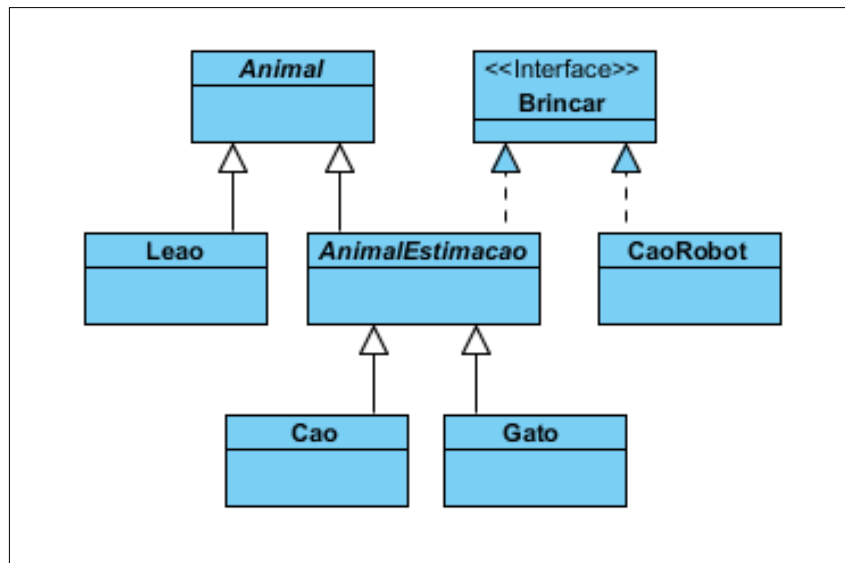 Animal
<<Interface>>
Brincar
Leao
AnimalEstimacao
CaoRobot
Cao
Gato